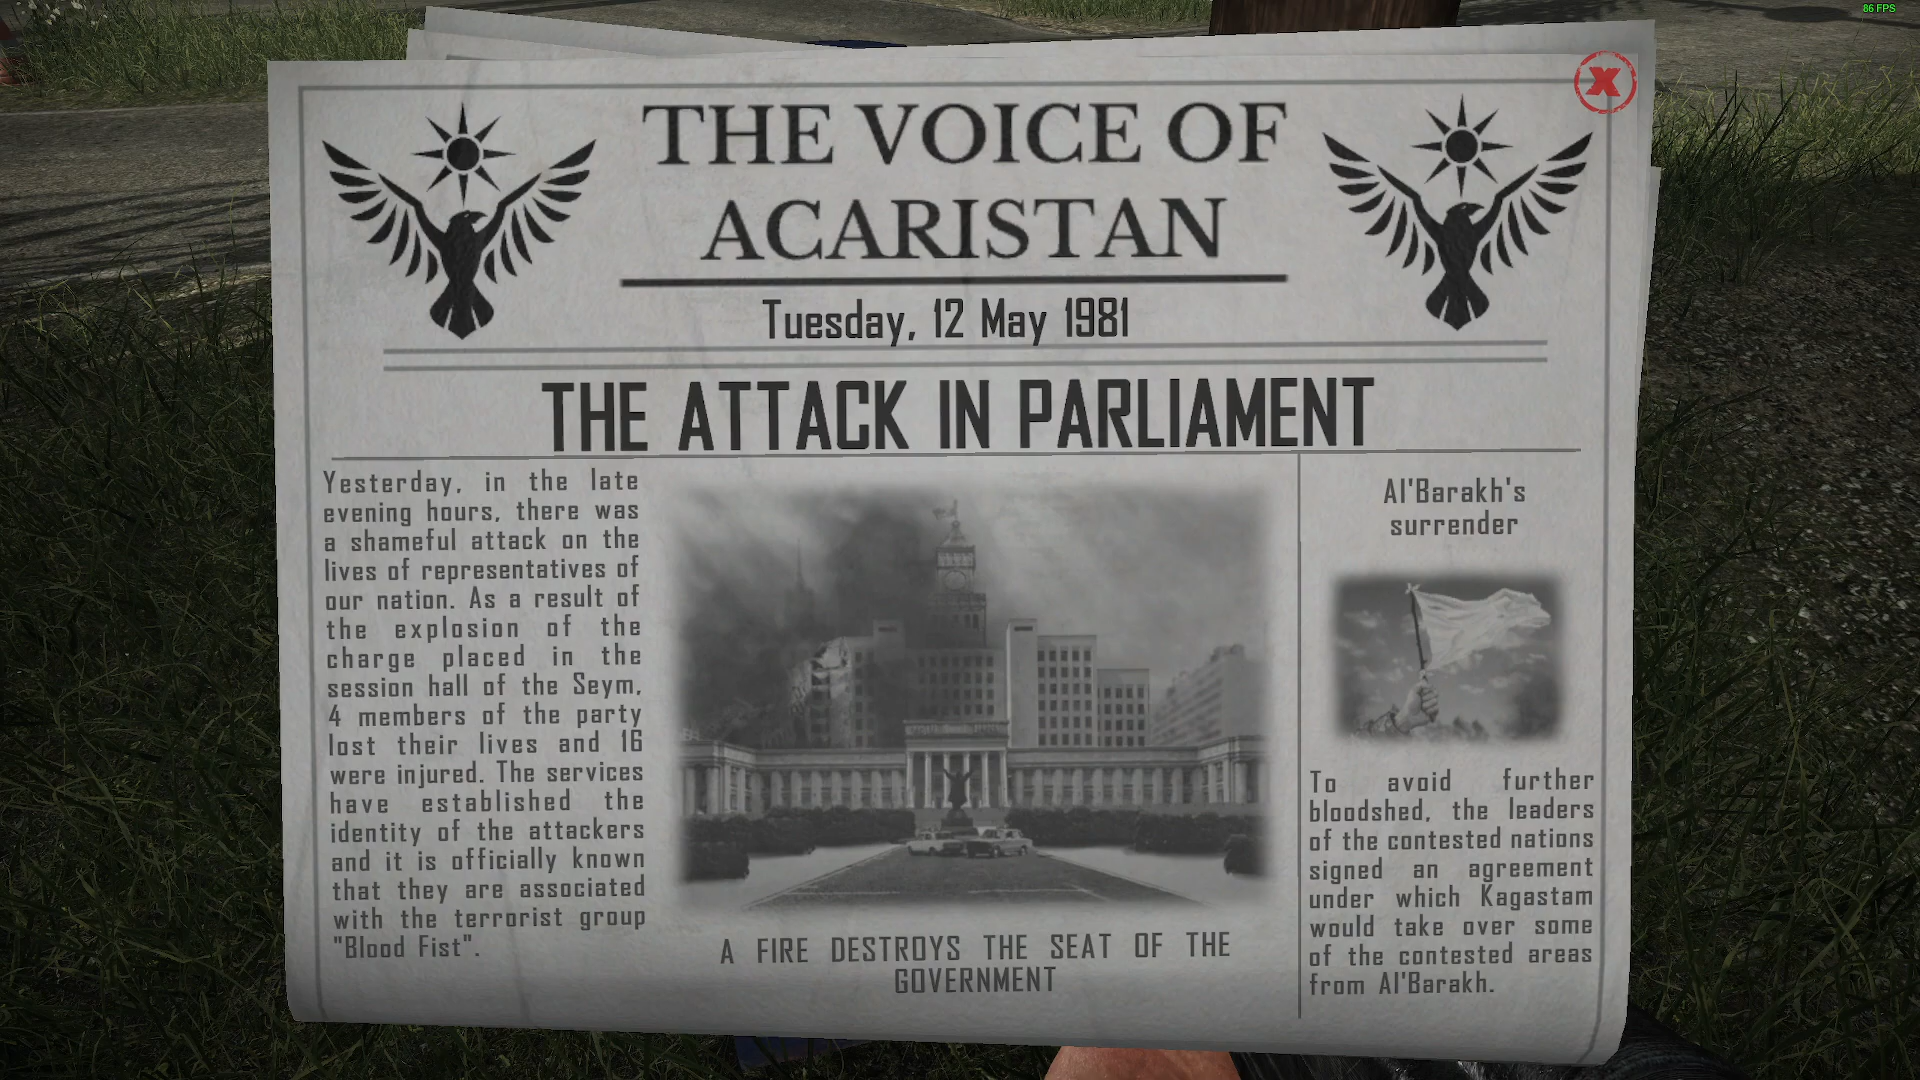 86 FPS
X
THE VOICE OF
ACARISTAN
Tuesday, 12 May 1981
THE ATTACK IN PARLIAMENT
Yesterday, in the late
evening hours, there was
a shameful attack on the
lives of representatives of
our nation. As a result of
the explosion of the
charge placed in the
session hall of the Seym,
4 members of the party
lost their lives and 16
were injured. The services
have established the
identity of the attackers
and it is officially known
that they are associated
with the terrorist group
"Blood Fist".
A FIRE DESTROYS THE SEAT OF THE
GOVERNMENT
Al'Barakh's
surrender
To avoid further
bloodshed, the leaders
of the contested nations
signed an agreement
under which Kagastam
would take over some
of the contested areas
from Al'Barakh.